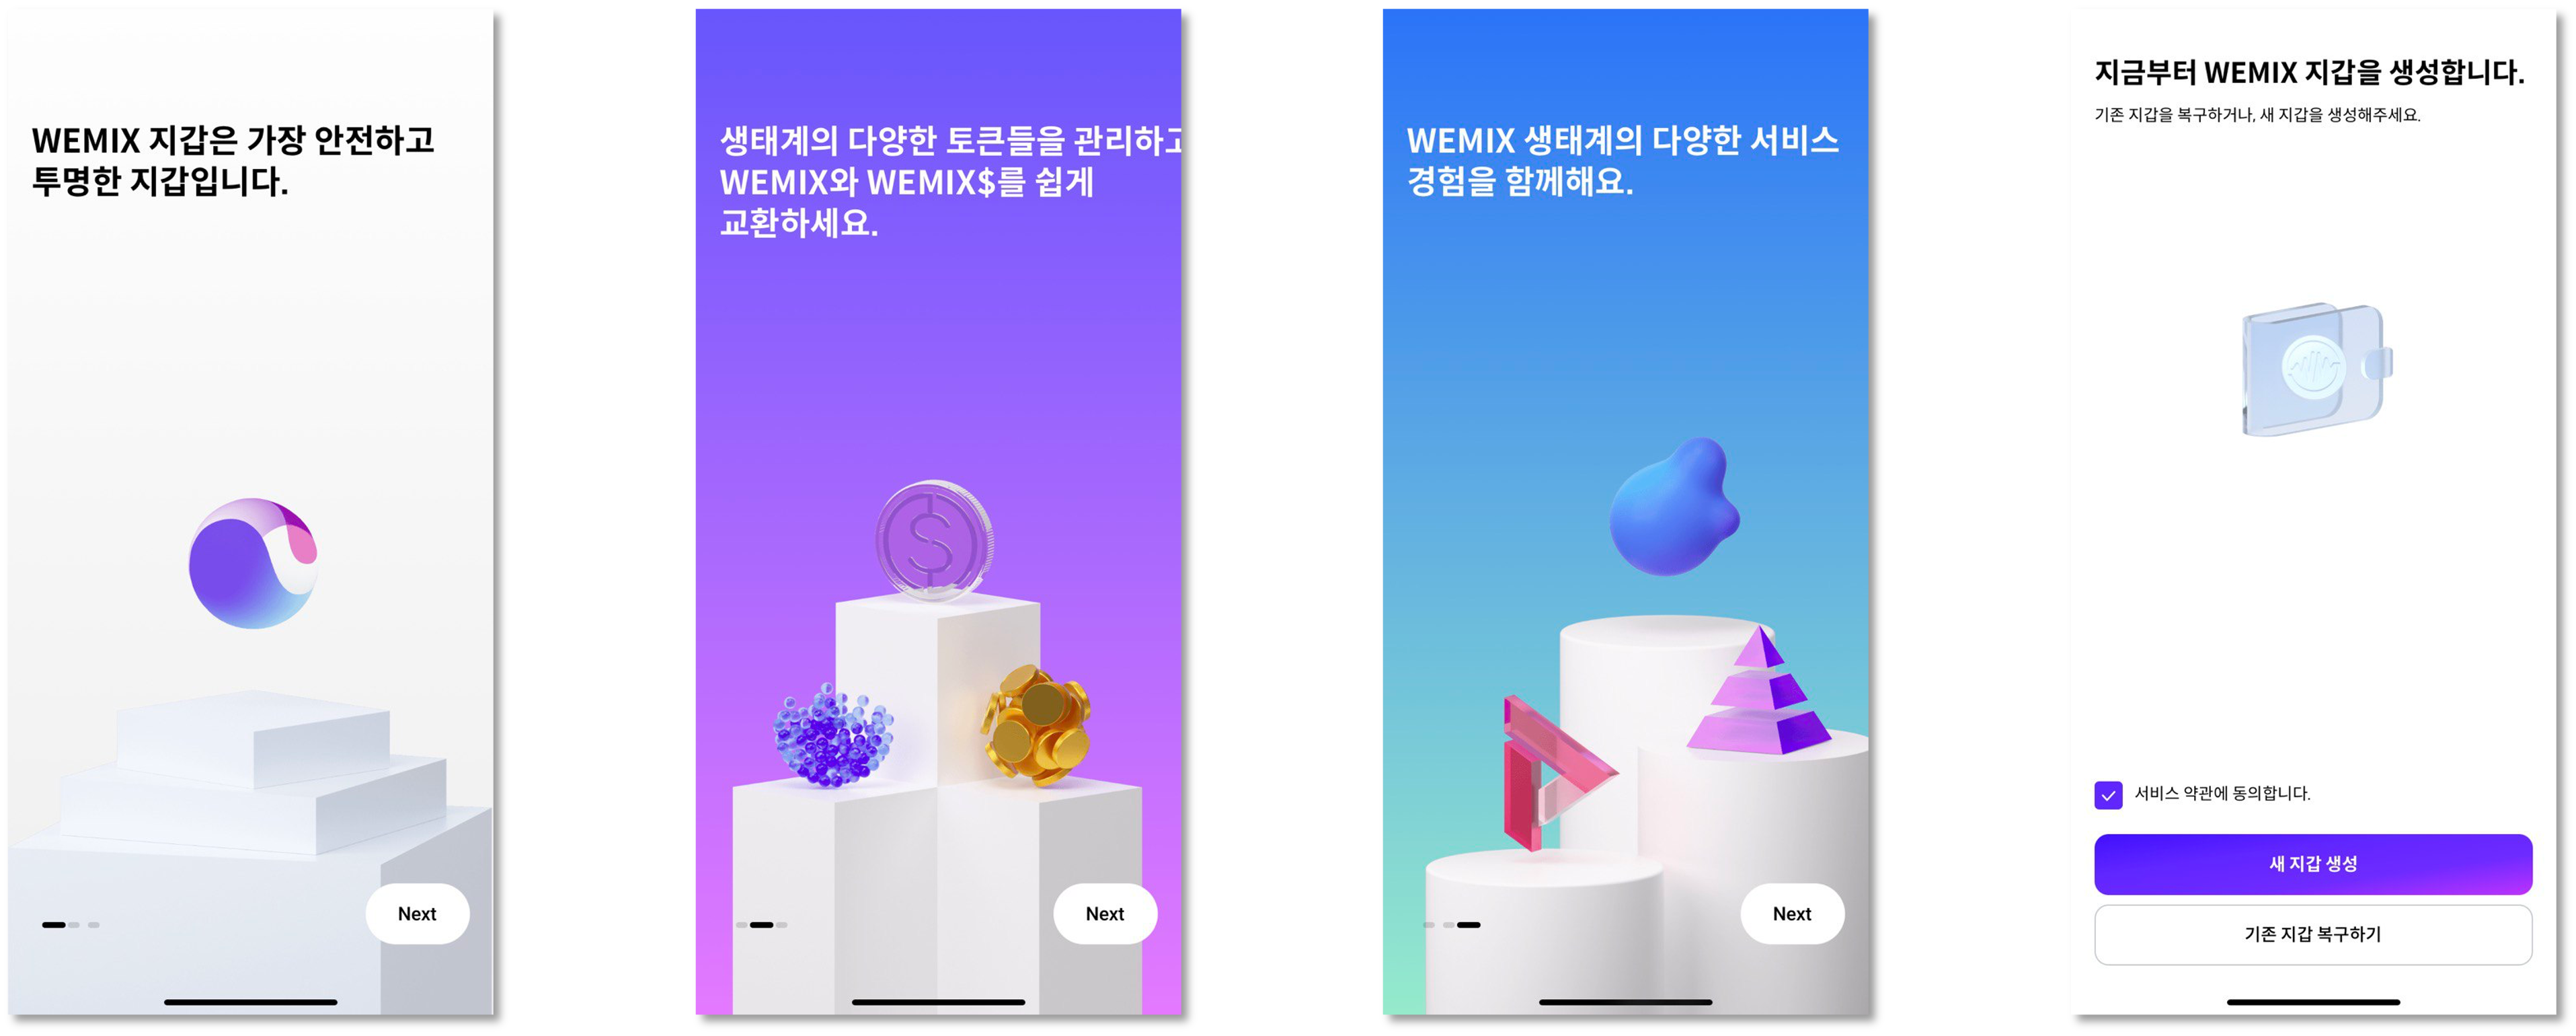 WEMIX 지갑은 가장 안전하고
투명한 지갑입니다.
Next
생태계의 다양한 토큰들을 관리하고
WEMIX와 WEMIX$를 쉽게
교환하세요.
Next
WEMIX 생태계의 다양한 서비스
경험을 함께해요.
Next
지금부터 WEMIX 지갑을 생성합니다.
기존 지갑을 복구하거나, 새 지갑을 생성해주세요.
서비스 약관에 동의합니다.
새 지갑 생성
기존 지갑 복구하기